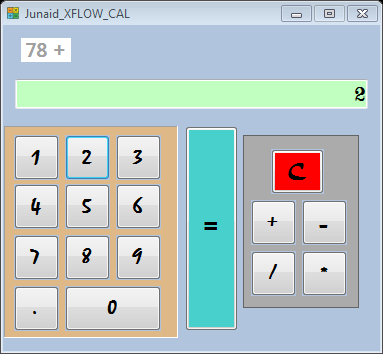 Junaid_XFLOW_CAL
78 +
2
1 2 3
C
4 5 6
= + -
7 8 9
/ *
. 0